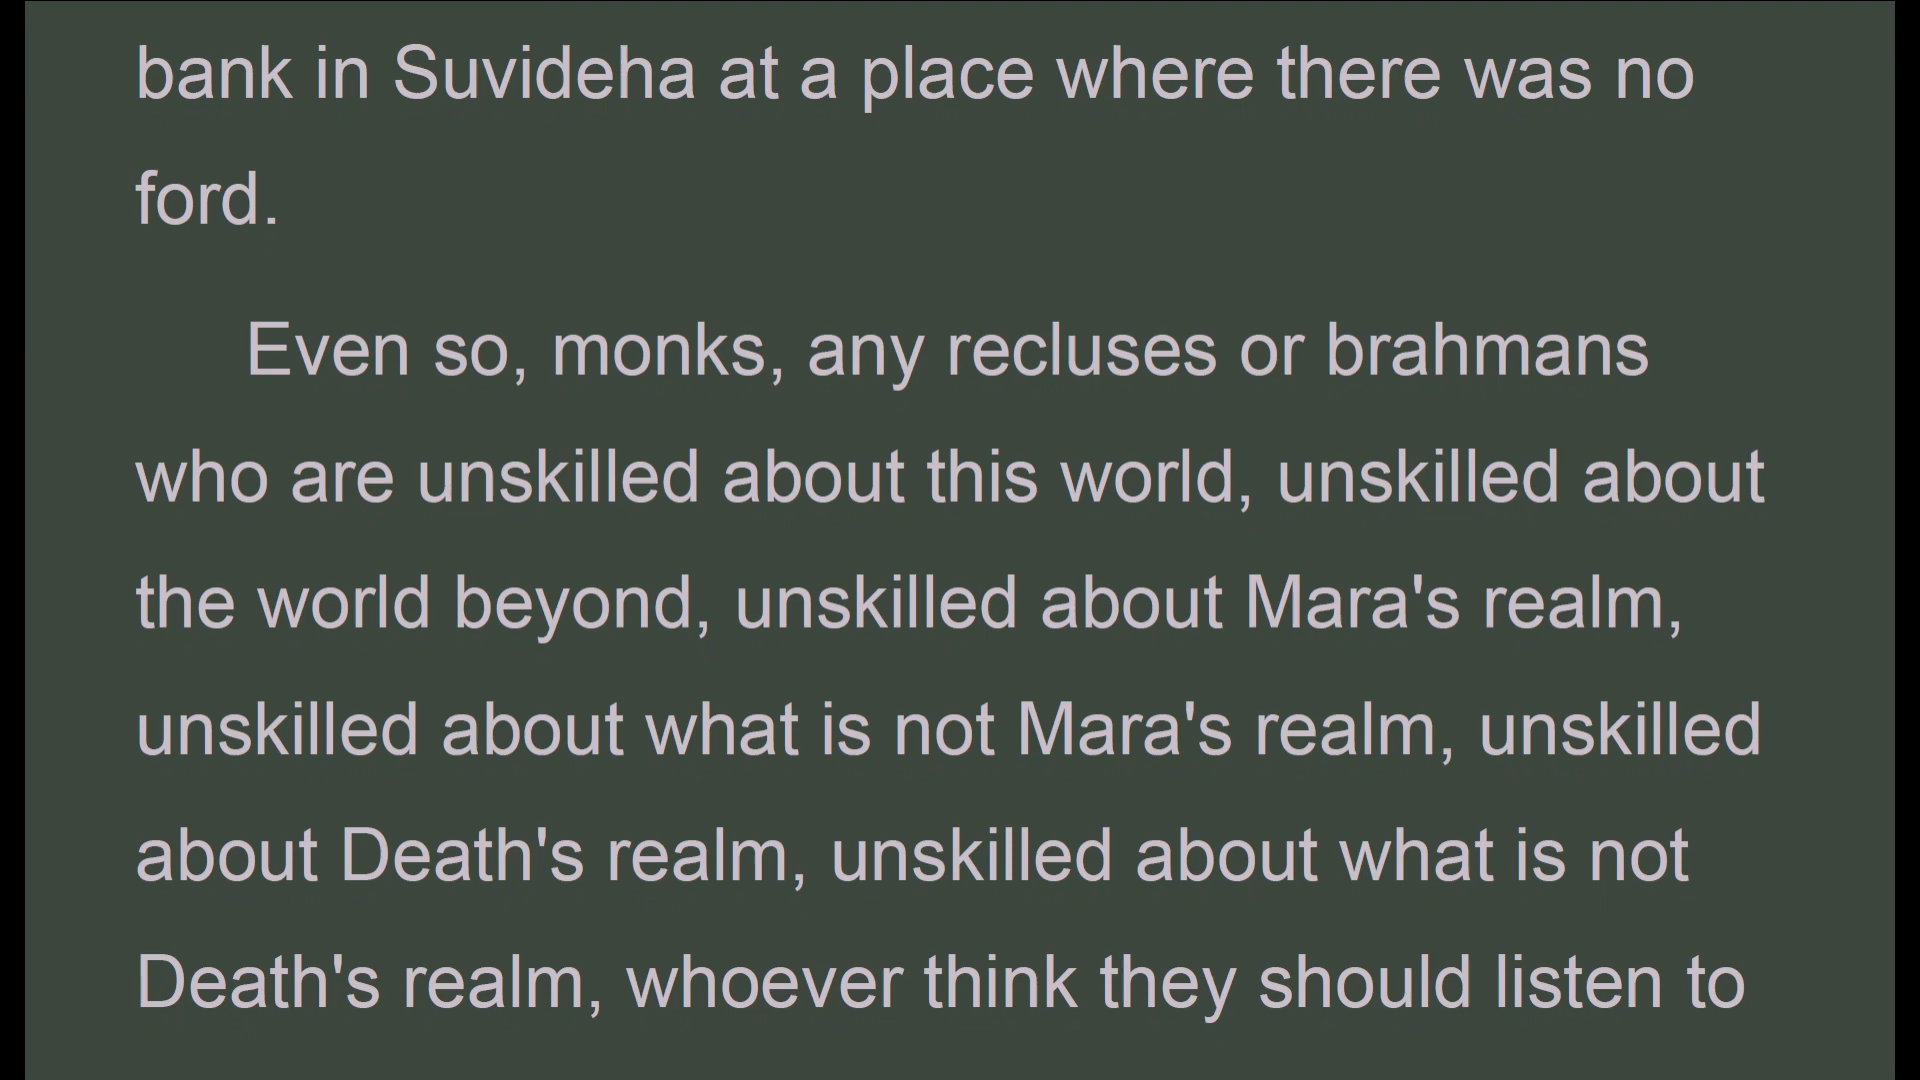 bank in Suvideha at a place where there was no
ford.
Even so, monks, any recluses or brahmans
who are unskilled about this world, unskilled about
the world beyond, unskilled about Mara's realm,
unskilled about what is not Mara's realm, unskilled
about Death's realm, unskilled about what is not
Death's realm, whoever think they should listen to